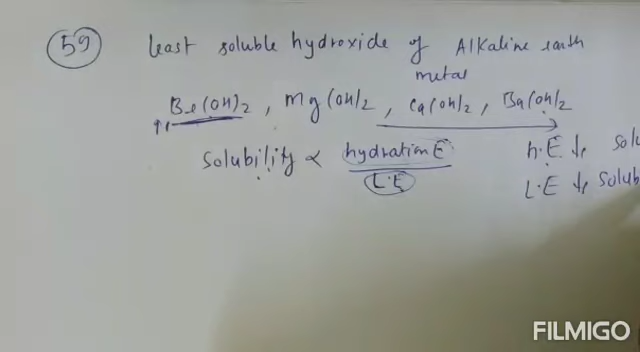 59 least soluble hydroxide of Alkaline earth
metal
Be(OH)2 , Mg(OH)2 , Ca(OH)2 , Ba(OH)2
solubility ∝ hydration E / L.E
h.E ↓ solu
L.E ↓ solub
FILMIGO